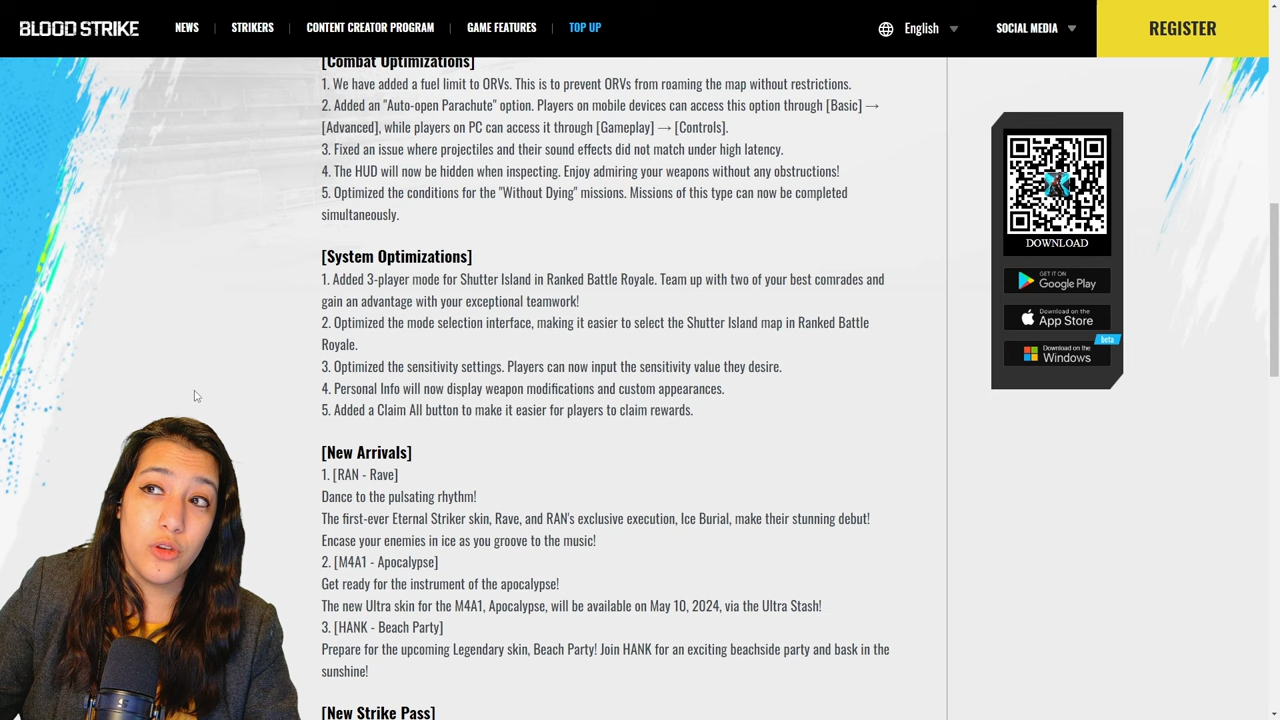 BLOOD STRIKE NEWS STRIKERS CONTENT CREATOR PROGRAM GAME FEATURES TOP UP English SOCIAL MEDIA REGISTER
[Combat Optimizations]
1. We have added a fuel limit to ORVs. This is to prevent ORVs from roaming the map without restrictions.
2. Added an "Auto-open Parachute" option. Players on mobile devices can access this option through [Basic] →
[Advanced], while players on PC can access it through [Gameplay] → [Controls].
3. Fixed an issue where projectiles and their sound effects did not match under high latency.
4. The HUD will now be hidden when inspecting. Enjoy admiring your weapons without any obstructions!
5. Optimized the conditions for the "Without Dying" missions. Missions of this type can now be completed
simultaneously.
[System Optimizations]
1. Added 3-player mode for Shutter Island in Ranked Battle Royale. Team up with two of your best comrades and
gain an advantage with your exceptional teamwork!
2. Optimized the mode selection interface, making it easier to select the Shutter Island map in Ranked Battle
Royale.
3. Optimized the sensitivity settings. Players can now input the sensitivity value they desire.
4. Personal Info will now display weapon modifications and custom appearances.
5. Added a Claim All button to make it easier for players to claim rewards.
[New Arrivals]
1. [RAN - Rave]
Dance to the pulsating rhythm!
The first-ever Eternal Striker skin, Rave, and RAN's exclusive execution, Ice Burial, make their stunning debut!
Encase your enemies in ice as you groove to the music!
2. [M4A1 - Apocalypse]
Get ready for the instrument of the apocalypse!
The new Ultra skin for the M4A1, Apocalypse, will be available on May 10, 2024, via the Ultra Stash!
3. [HANK - Beach Party]
Prepare for the upcoming Legendary skin, Beach Party! Join HANK for an exciting beachside party and bask in the
sunshine!
[New Strike Pass]
DOWNLOAD
GET IT ON
Google Play
Download on the
App Store
beta
Download on the
Windows